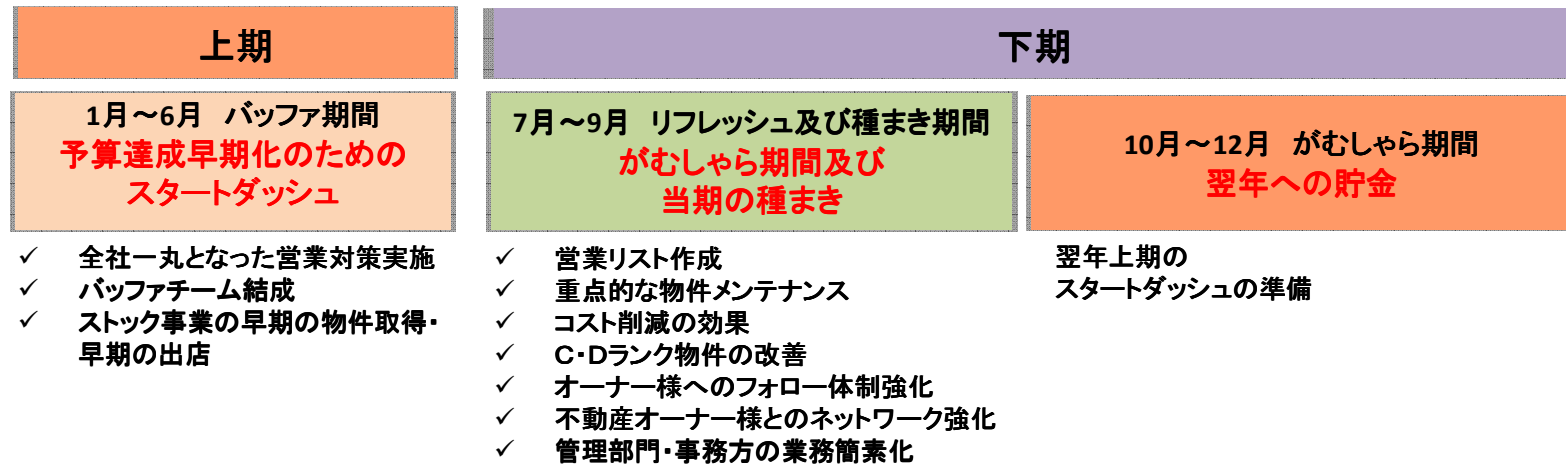 上期
1月～6月　バッファ期間
予算達成早期化のための
スタートダッシュ
✓ 全社一丸となった営業対策実施
✓ バッファチーム結成
✓ ストック事業の早期の物件取得・
早期の出店
下期
7月～9月　リフレッシュ及び種まき期間
がむしゃら期間及び
当期の種まき
✓ 営業リスト作成
✓ 重点的な物件メンテナンス
✓ コスト削減の効果
✓ C・Dランク物件の改善
✓ オーナー様へのフォロー体制強化
✓ 不動産オーナー様とのネットワーク強化
✓ 管理部門・事務方の業務簡素化
10月～12月　がむしゃら期間
翌年への貯金
翌年上期の
スタートダッシュの準備